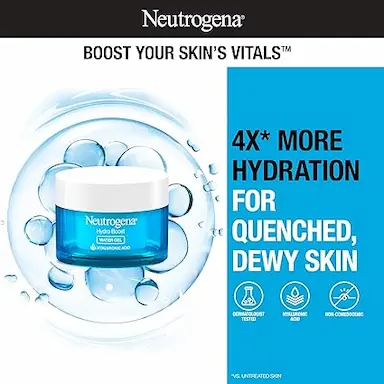 Neutrogena®
BOOST YOUR SKIN'S VITALS™
4X* MORE
HYDRATION
FOR
QUENCHED,
DEWY SKIN
Neutrogena®
Hydro Boost
WATER GEL
HYALURONIC ACID
DERMATOLOGIST
TESTED
HYALURONIC
ACID
NON-COMEDOGENIC
*VS. UNTREATED SKIN